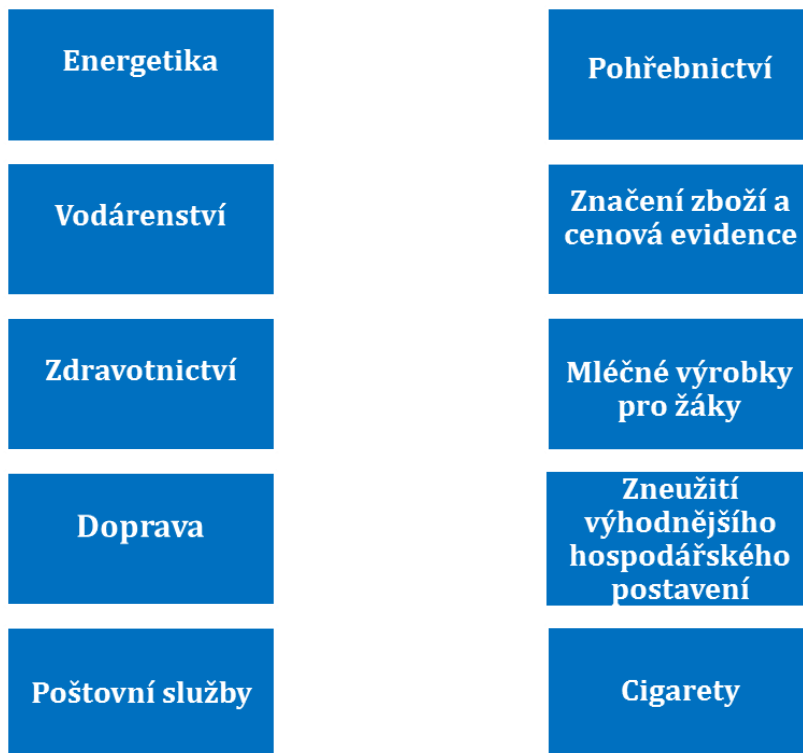 Energetika
Vodárenství
Zdravotnictví
Doprava
Poštovní služby
Pohřebnictví
Značení zboží a
cenová evidence
Mléčné výrobky
pro žáky
Zneužití
výhodnějšího
hospodářského
postavení
Cigarety